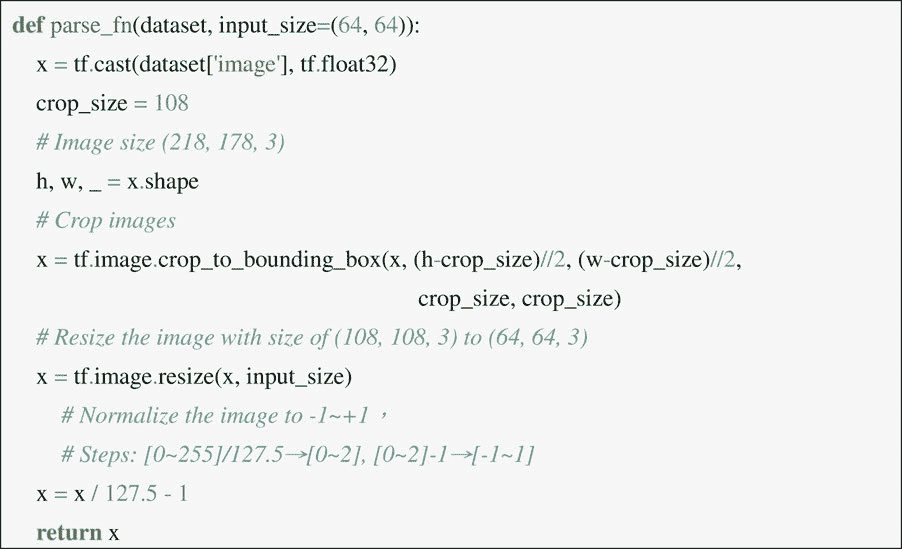 def parse_fn(dataset, input_size=(64, 64)):
    x = tf.cast(dataset['image'], tf.float32)
    crop_size = 108
    # Image size (218, 178, 3)
    h, w, _ = x.shape
    # Crop images
    x = tf.image.crop_to_bounding_box(x, (h-crop_size)//2, (w-crop_size)//2,
                                      crop_size, crop_size)
    # Resize the image with size of (108, 108, 3) to (64, 64, 3)
    x = tf.image.resize(x, input_size)
        # Normalize the image to -1~+1，
        # Steps: [0~255]/127.5→[0~2], [0~2]-1→[-1~1]
    x = x / 127.5 - 1
    return x